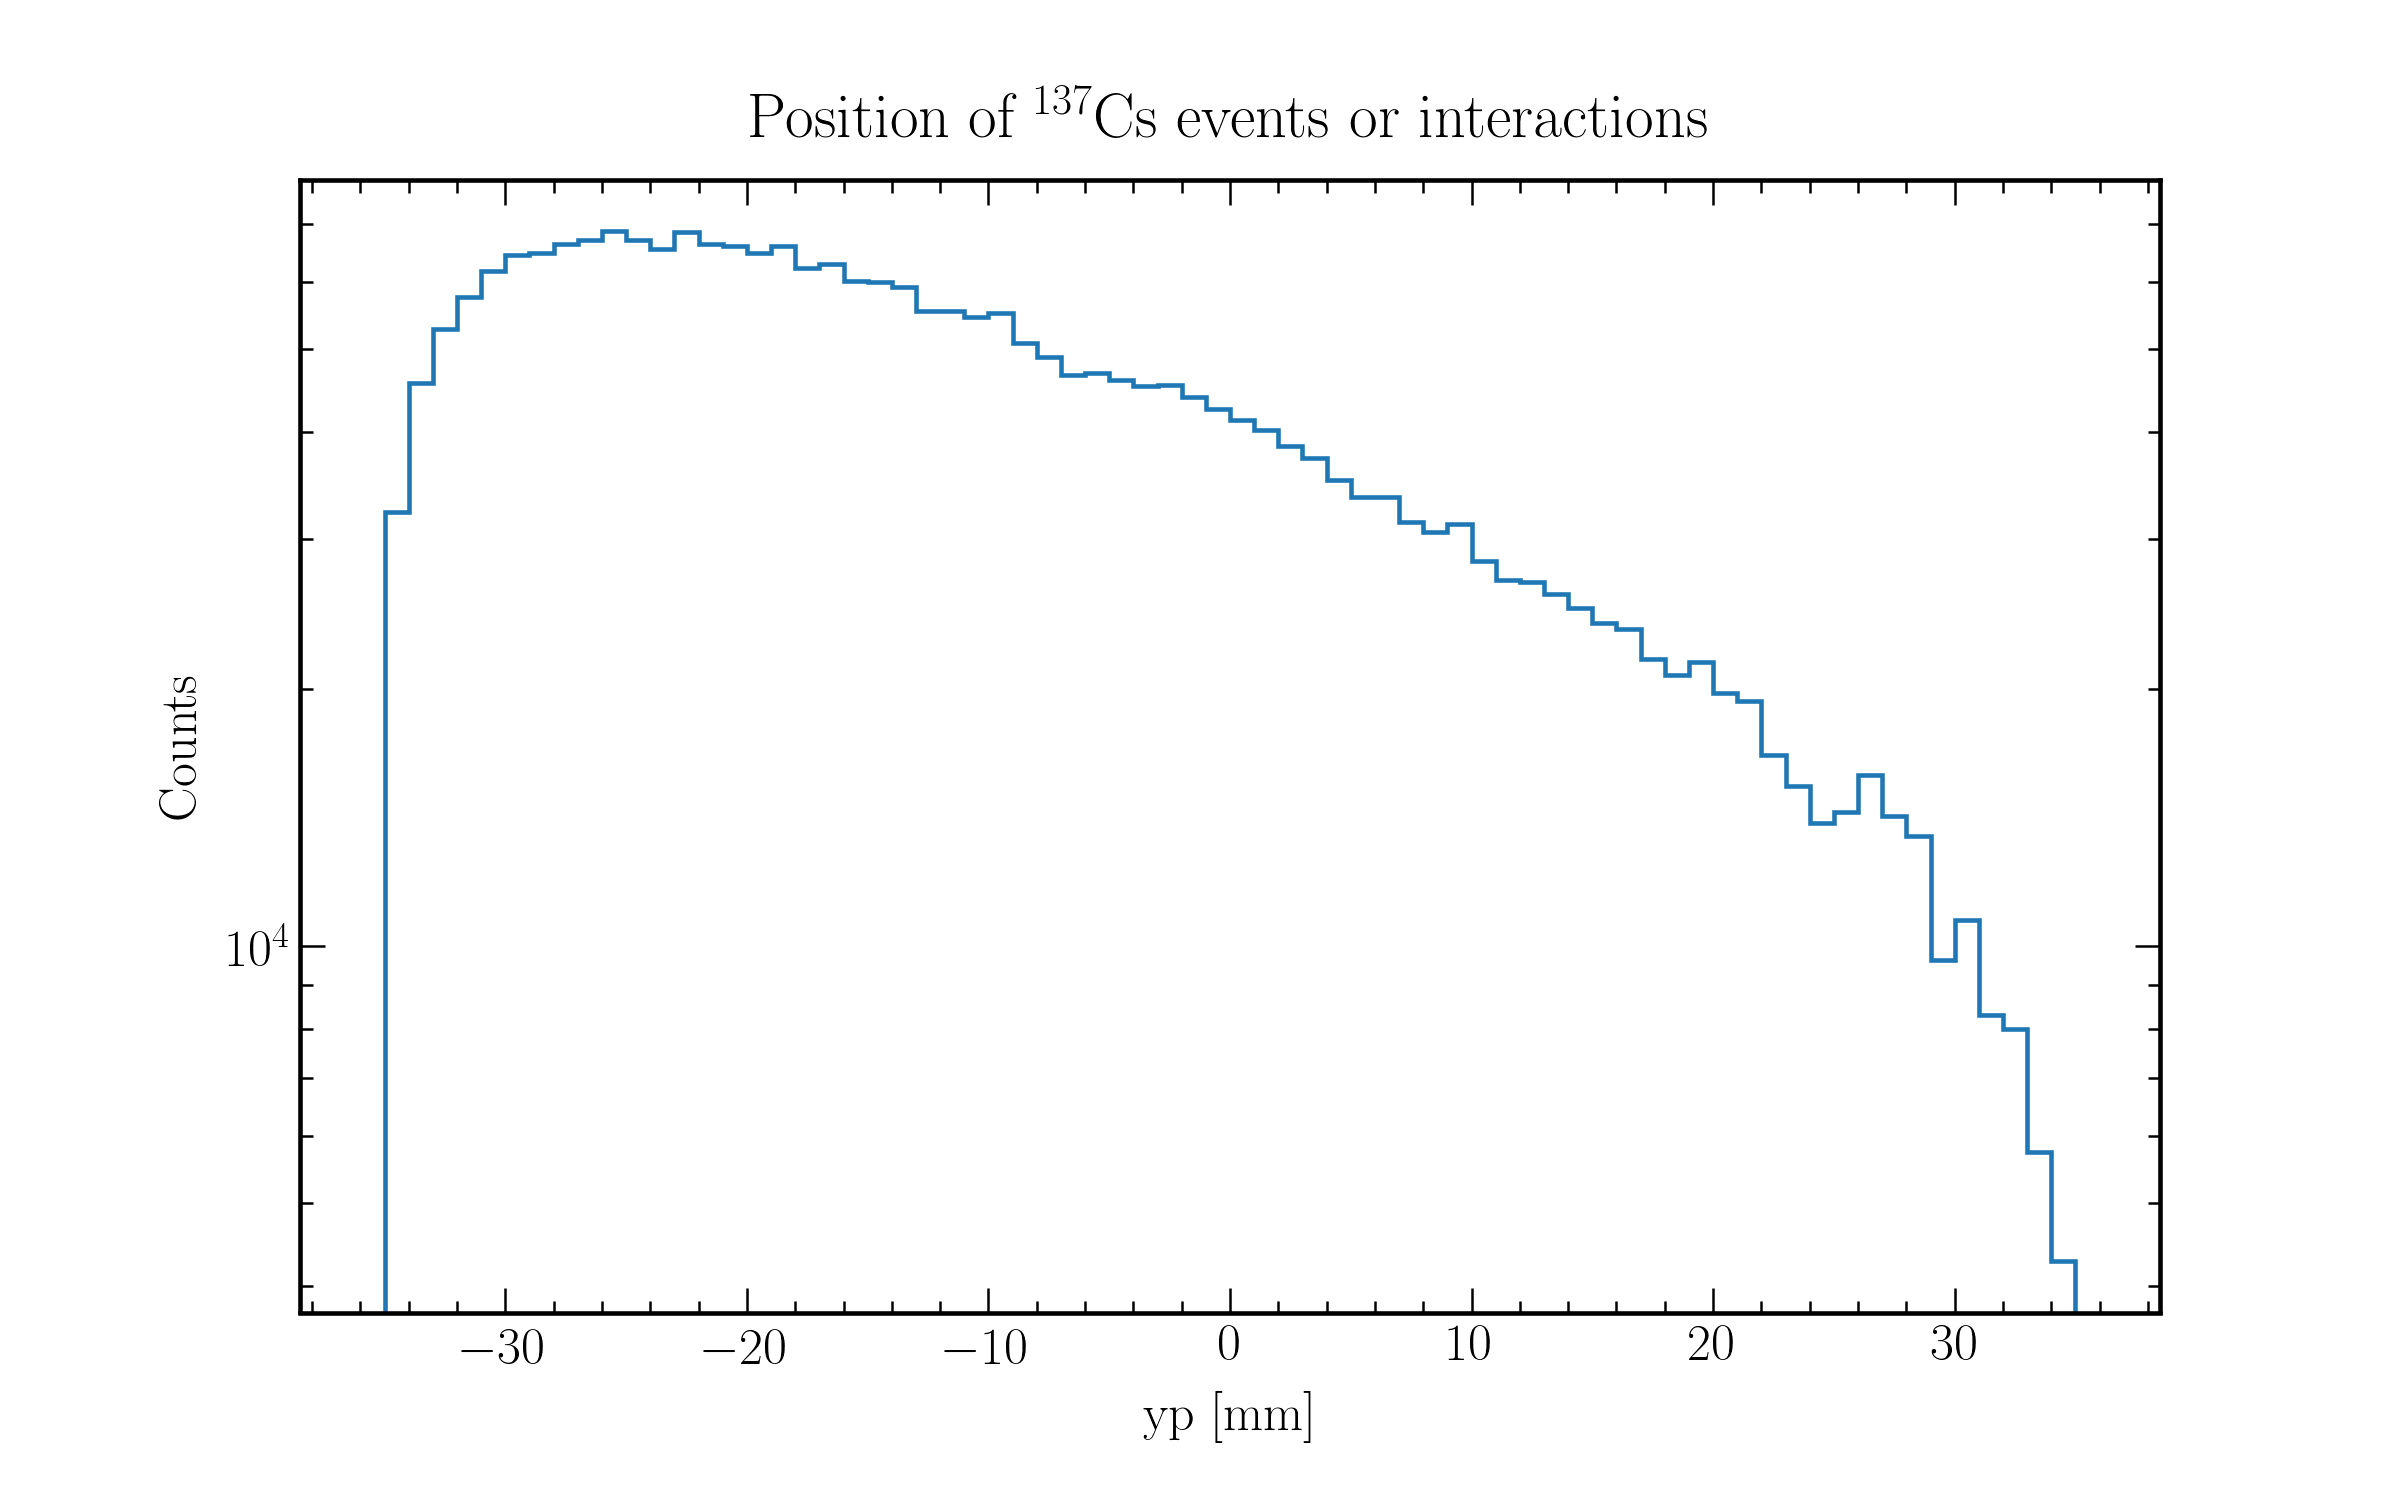 Position of ¹³⁷Cs events or interactions
Counts
10⁴
−30 −20 −10 0 10 20 30
yp [mm]